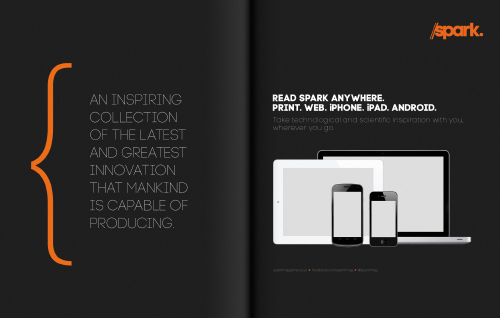 AN INSPIRING
COLLECTION
OF THE LATEST
AND GREATEST
INNOVATION
THAT MANKIND
IS CAPABLE OF
PRODUCING.
/spark.
READ SPARK ANYWHERE.
PRINT. WEB. iPHONE. iPAD. ANDROID.
Take technological and scientific inspiration with you,
wherever you go.